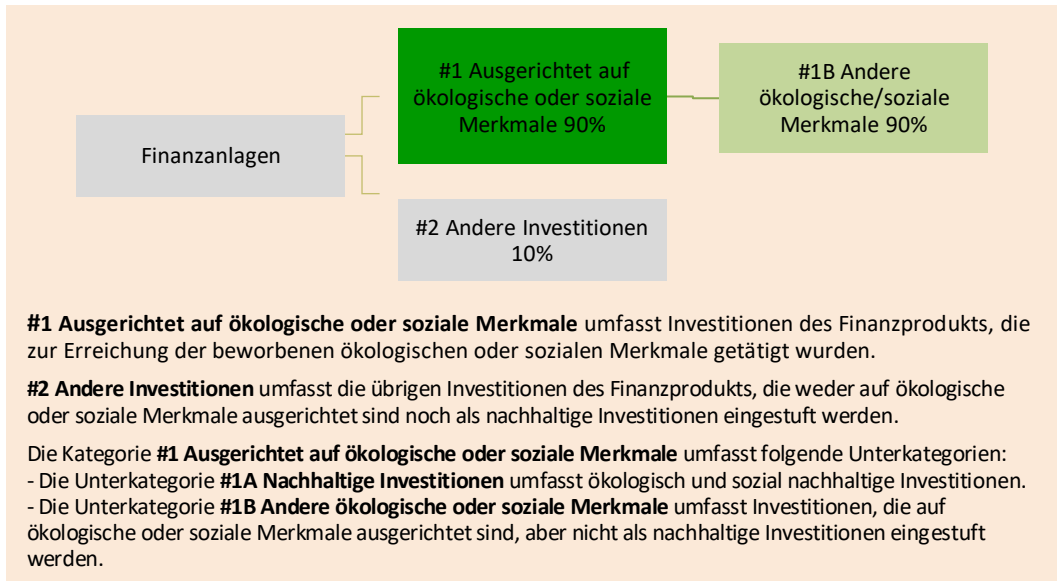 #1 Ausgerichtet auf
ökologische oder soziale
Merkmale 90%
#1B Andere
ökologische/soziale
Merkmale 90%
Finanzanlagen
#2 Andere Investitionen
10%
#1 Ausgerichtet auf ökologische oder soziale Merkmale umfasst Investitionen des Finanzprodukts, die
zur Erreichung der beworbenen ökologischen oder sozialen Merkmale getätigt wurden.
#2 Andere Investitionen umfasst die übrigen Investitionen des Finanzprodukts, die weder auf ökologische
oder soziale Merkmale ausgerichtet sind noch als nachhaltige Investitionen eingestuft werden.
Die Kategorie #1 Ausgerichtet auf ökologische oder soziale Merkmale umfasst folgende Unterkategorien:
- Die Unterkategorie #1A Nachhaltige Investitionen umfasst ökologisch und sozial nachhaltige Investitionen.
- Die Unterkategorie #1B Andere ökologische oder soziale Merkmale umfasst Investitionen, die auf
ökologische oder soziale Merkmale ausgerichtet sind, aber nicht als nachhaltige Investitionen eingestuft
werden.